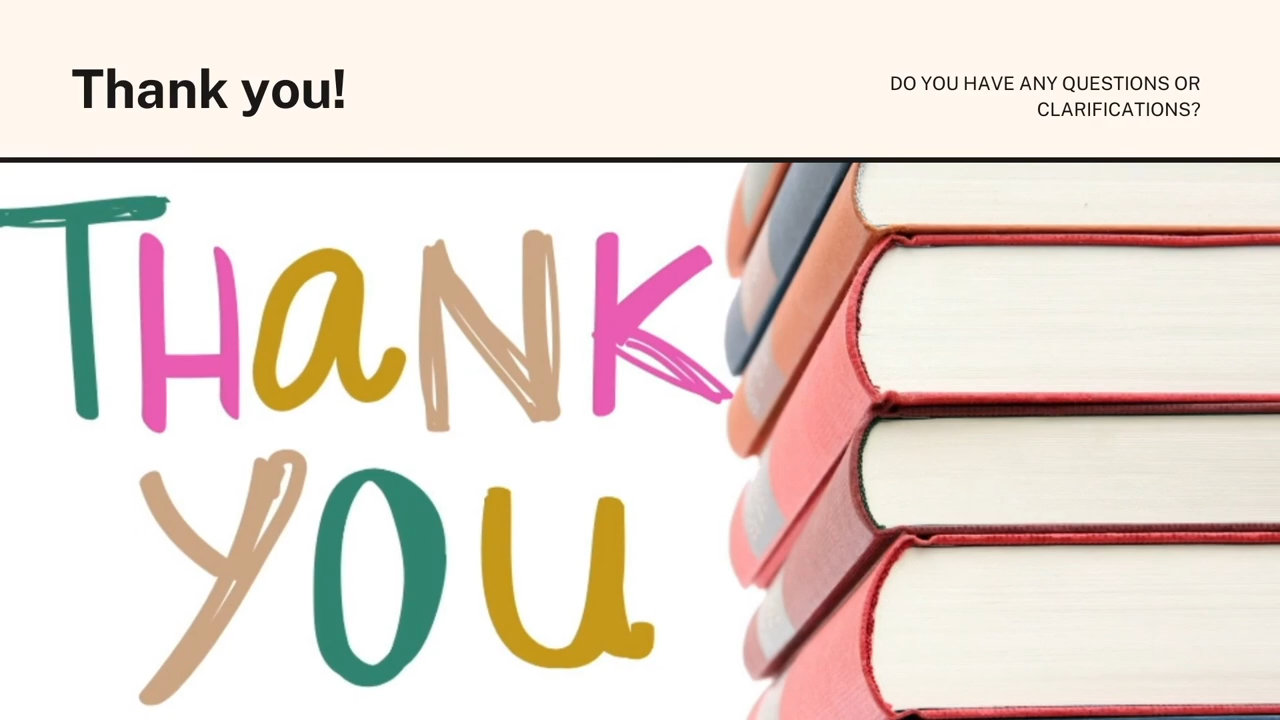 Thank you!
DO YOU HAVE ANY QUESTIONS OR
CLARIFICATIONS?
THaNK
YOU